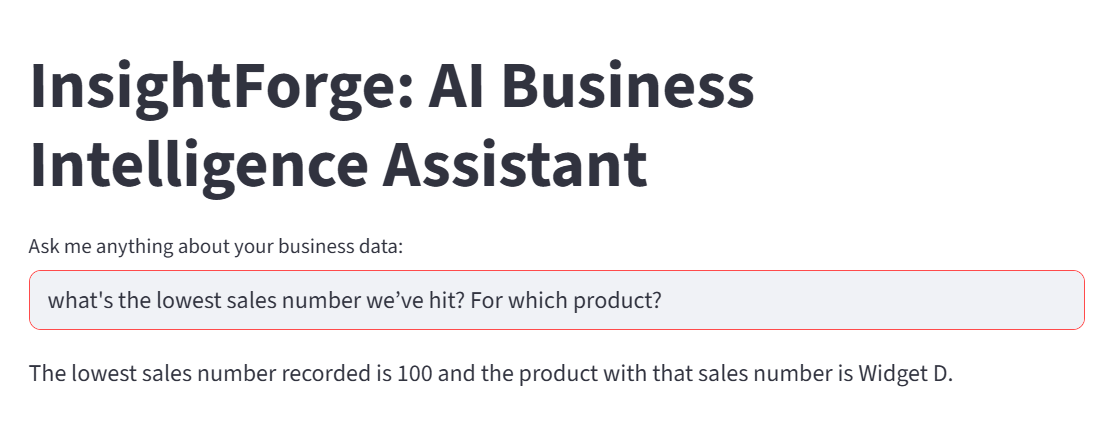 InsightForge: AI Business
Intelligence Assistant
Ask me anything about your business data:
what's the lowest sales number we’ve hit? For which product?
The lowest sales number recorded is 100 and the product with that sales number is Widget D.